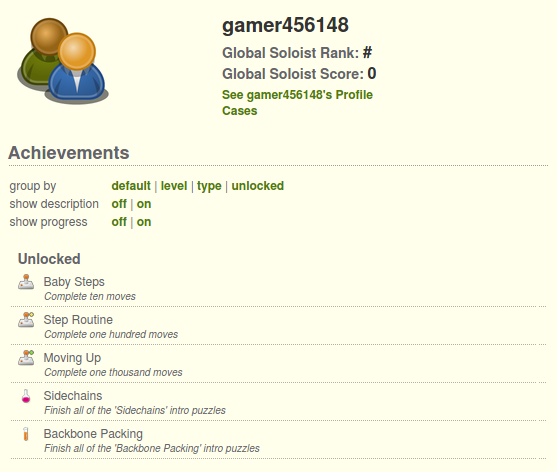 gamer456148
Global Soloist Rank: #
Global Soloist Score: 0
See gamer456148's Profile
Cases
Achievements
group by default | level | type | unlocked
show description off | on
show progress off | on
Unlocked
Baby Steps
Complete ten moves
Step Routine
Complete one hundred moves
Moving Up
Complete one thousand moves
Sidechains
Finish all of the 'Sidechains' intro puzzles
Backbone Packing
Finish all of the 'Backbone Packing' intro puzzles